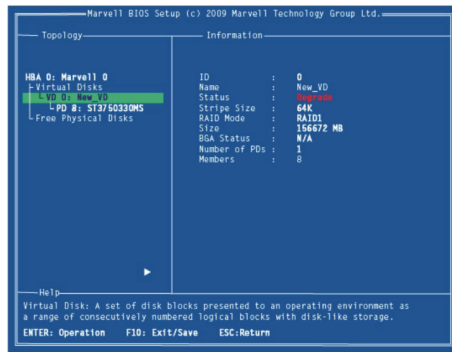 Marvell BIOS Setup (c) 2009 Marvell Technology Group Ltd.
Topology
Information
HBA 0: Marvell 0
Virtual Disks
VD 0: New_VD
PD 8: ST3750330MS
Free Physical Disks
ID : 0
Name : New_VD
Status : Degrade
Stripe Size : 64K
RAID Mode : RAID1
Size : 156672 MB
BGA Status : N/A
Number of PDs : 1
Members : 8
Help
Virtual Disk: A set of disk blocks presented to an operating environment as
a range of consecutively numbered logical blocks with disk-like storage.
ENTER: Operation F10: Exit/Save ESC:Return